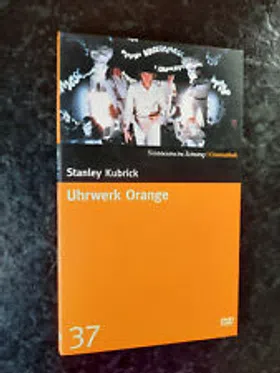 Süddeutsche Zeitung | Cinemathek
Stanley Kubrick
Uhrwerk Orange
37
DVD